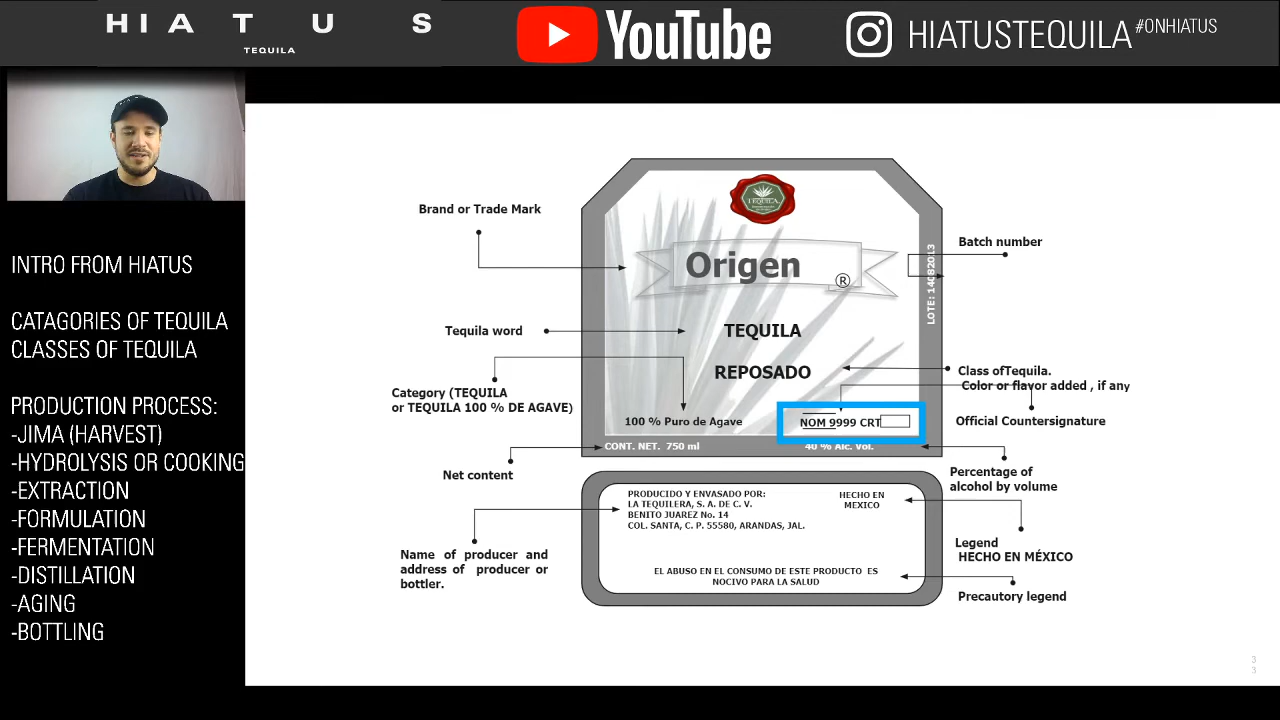 HIATUS
TEQUILA
YouTube
HIATUSTEQUILA#ONHIATUS
INTRO FROM HIATUS
CATAGORIES OF TEQUILA
CLASSES OF TEQUILA
PRODUCTION PROCESS:
-JIMA (HARVEST)
-HYDROLYSIS OR COOKING
-EXTRACTION
-FORMULATION
-FERMENTATION
-DISTILLATION
-AGING
-BOTTLING
Brand or Trade Mark
Tequila word
Category (TEQUILA
or TEQUILA 100 % DE AGAVE)
Net content
Name of producer and
address of producer or
bottler.
TEQUILA
Origen
®
TEQUILA
REPOSADO
100 % Puro de Agave
NOM 9999 CRT
CONT. NET. 750 ml
40 % Alc. Vol.
LOTE: 14082013
PRODUCIDO Y ENVASADO POR:
LA TEQUILERA, S. A. DE C. V.
BENITO JUAREZ No. 14
COL. SANTA, C. P. 55580, ARANDAS, JAL.
HECHO EN
MEXICO
EL ABUSO EN EL CONSUMO DE ESTE PRODUCTO ES
NOCIVO PARA LA SALUD
Batch number
Class ofTequila.
Color or flavor added , if any
Official Countersignature
Percentage of
alcohol by volume
Legend
HECHO EN MÉXICO
Precautory legend
3
3